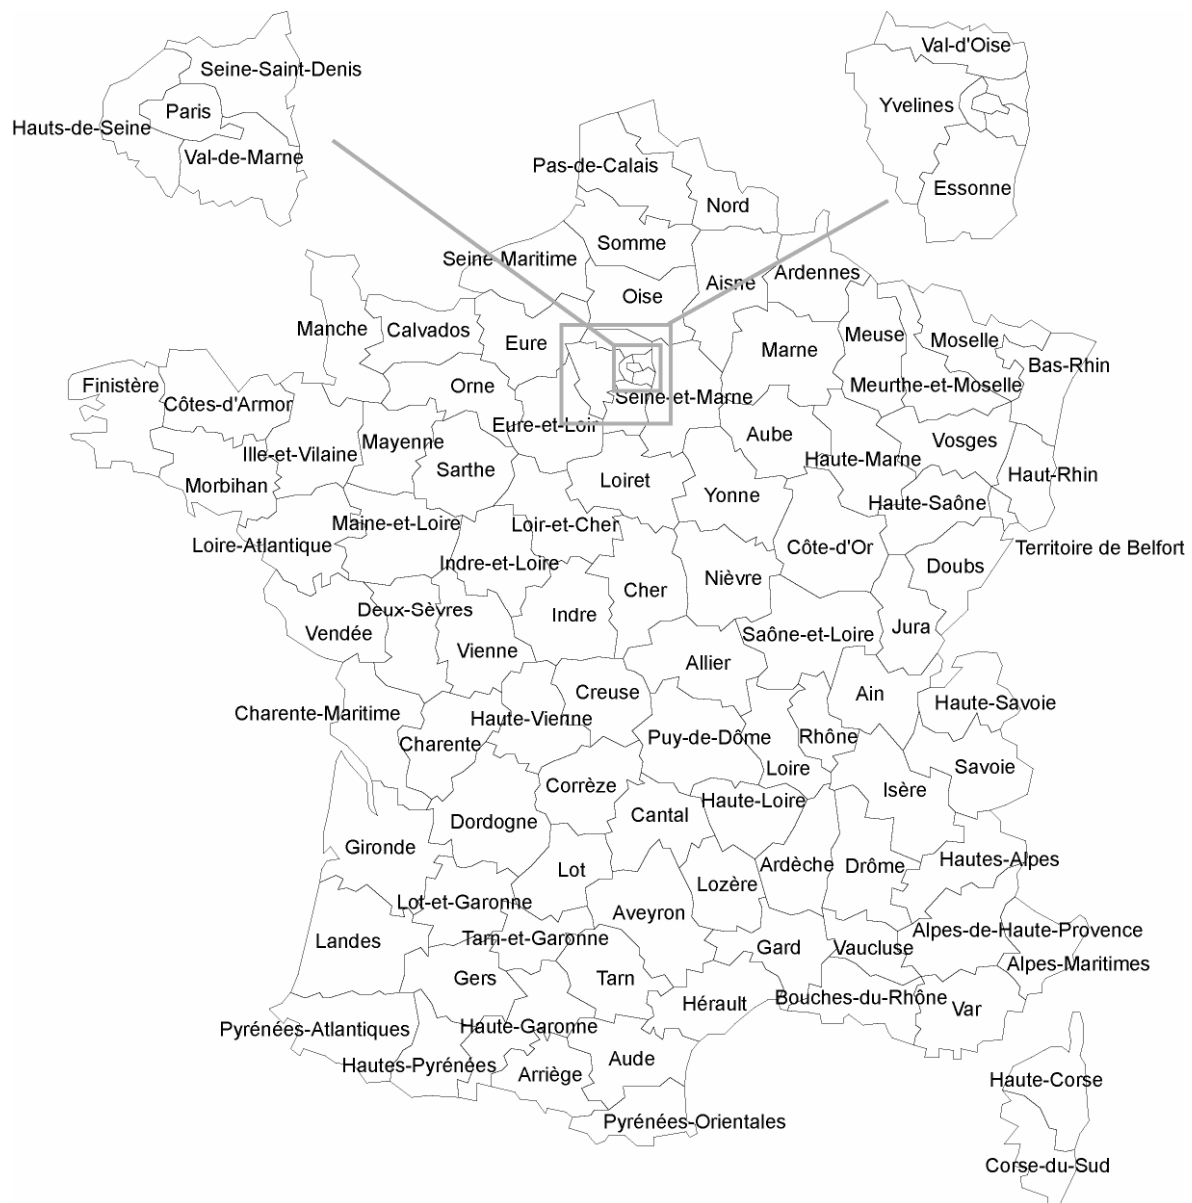 Val-d'Oise
Seine-Saint-Denis
Paris
Yvelines
Hauts-de-Seine
Val-de-Marne
Essonne
Pas-de-Calais
Nord
Somme
Seine Maritime
Ardennes
Aisne
Oise
Manche
Calvados
Eure
Marne
Meuse
Moselle
Bas-Rhin
Finistère
Orne
Meurthe-et-Moselle
Seine-et-Marne
Côtes-d'Armor
Eure-et-Loir
Aube
Mayenne
Vosges
Ille-et-Vilaine
Haute-Marne
Sarthe
Haut-Rhin
Loiret
Morbihan
Yonne
Haute-Saône
Maine-et-Loire
Loir-et-Cher
Loire-Atlantique
Côte-d'Or
Territoire de Belfort
Indre-et-Loire
Doubs
Nièvre
Cher
Deux-Sèvres
Indre
Jura
Vendée
Saône-et-Loire
Vienne
Allier
Creuse
Ain
Haute-Savoie
Charente-Maritime
Haute-Vienne
Puy-de-Dôme
Rhône
Charente
Loire
Savoie
Corrèze
Isère
Haute-Loire
Cantal
Dordogne
Gironde
Hautes-Alpes
Ardèche
Drôme
Lot
Lozère
Lot-et-Garonne
Aveyron
Alpes-de-Haute-Provence
Tarn-et-Garonne
Landes
Gard
Vaucluse
Alpes-Maritimes
Gers
Tarn
Bouches-du-Rhône
Hérault
Var
Pyrénées-Atlantiques
Haute-Garonne
Aude
Hautes-Pyrénées
Arriège
Haute-Corse
Pyrénées-Orientales
Corse-du-Sud